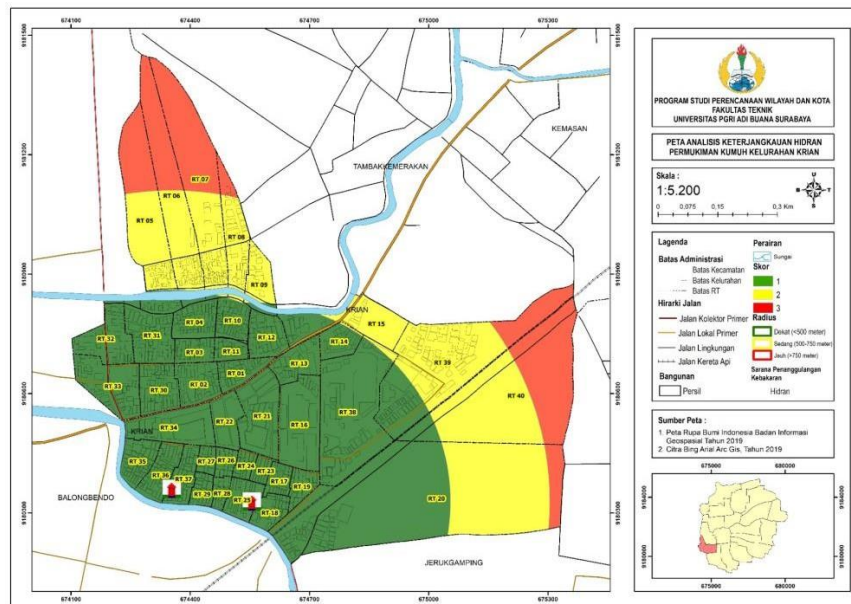 674100 674400 674700 675000 675300
9181500
9181200
9180900
9180600
9180300
KEMASAN
TAMBAKKEMERAKAN
RT 07
RT 06
RT 05
RT 08
RT 09
KRIAN
RT 15
RT 04
RT 10
RT 32
RT 31
RT 12
RT 14
RT 03
RT 11
RT 13
RT 39
RT 01
RT 33
RT 30
RT 02
RT 40
RT 38
RT 21
RT 22
RT 16
RT 34
KRIAN
RT 35
RT 27
RT 26
RT 24
RT 23
RT 36
RT 37
RT 17
RT 19
RT 29
RT 28
RT 25
RT 20
RT 18
BALONGBENDO
JERUKGAMPING
674100 674400 674700 675000 675300
PROGRAM STUDI PERENCANAAN WILAYAH DAN KOTA
FAKULTAS TEKNIK
UNIVERSITAS PGRI ADI BUANA SURABAYA
PETA ANALISIS KETERJANGKAUAN HIDRAN
PERMUKIMAN KUMUH KELURAHAN KRIAN
Skala :
1:5.200
U
B T
S
0 0,075 0,15 0,3 Km
Lagenda
Batas Administrasi
Batas Kecamatan
Batas Kelurahan
Batas RT
Hirarki Jalan
Jalan Kolektor Primer
Jalan Lokal Primer
Jalan Lingkungan
Jalan Kereta Api
Bangunan
Persil
Perairan
Sungai
Skor
1
2
3
Radius
Dekat (<500 meter)
Sedang (500-750 meter)
Jauh (>750 meter)
Sarana Penanggulangan
Kebakaran
Hidran
Sumber Peta :
1. Peta Rupa Bumi Indonesia Badan Informasi
Geospasial Tahun 2019
2. Citra Bing Arial Arc Gis, Tahun 2019
675000 680000
9184000
9180000
675000 680000